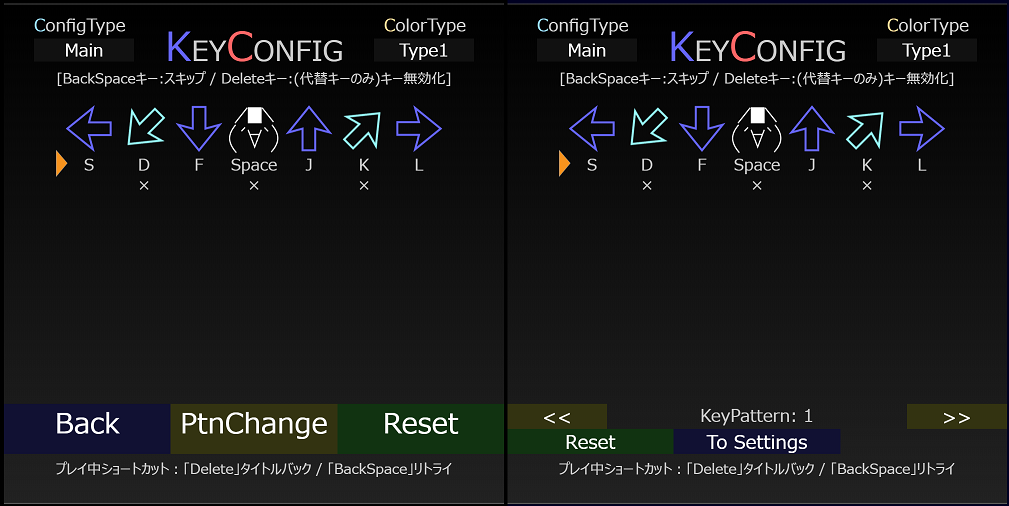 ConfigType
Main
KEYCONFIG
ColorType
Type1
[BackSpaceキー:スキップ / Deleteキー:(代替キーのみ)キー無効化]
S D F Space J K L
× × ×
Back PtnChange Reset
プレイ中ショートカット:「Delete」タイトルバック / 「BackSpace」リトライ
ConfigType
Main
KEYCONFIG
ColorType
Type1
[BackSpaceキー:スキップ / Deleteキー:(代替キーのみ)キー無効化]
S D F Space J K L
× × ×
<< KeyPattern: 1 >>
Reset To Settings
プレイ中ショートカット:「Delete」タイトルバック / 「BackSpace」リトライ